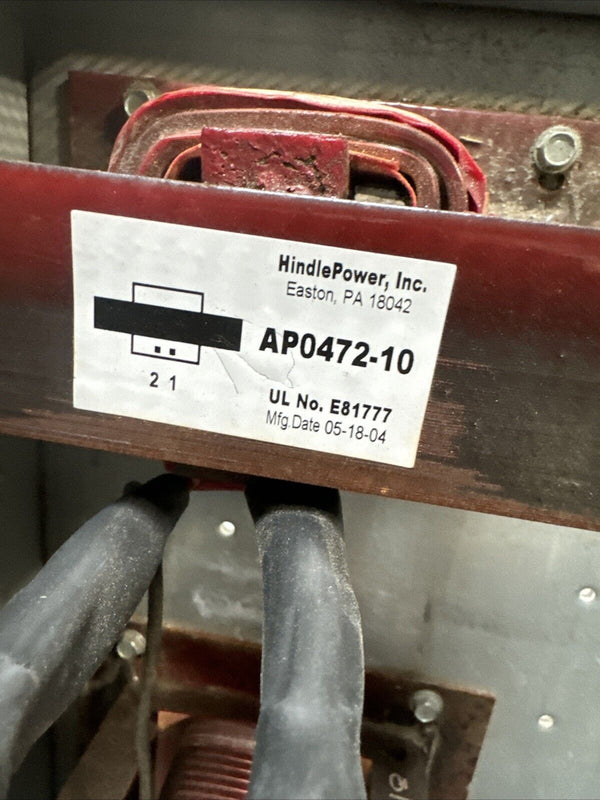 HindlePower, Inc.
Easton, PA 18042
AP0472-10
2 1
UL No. E81777
Mfg.Date 05-18-04